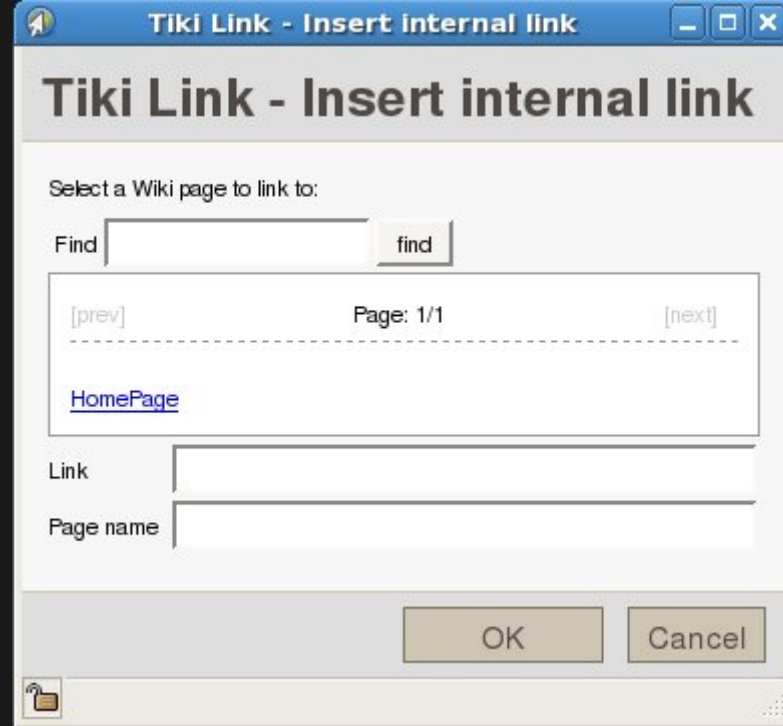 Tiki Link - Insert internal link
Tiki Link - Insert internal link
Select a Wiki page to link to:
Find find
[prev] Page: 1/1 [next]
HomePage
Link
Page name
OK Cancel